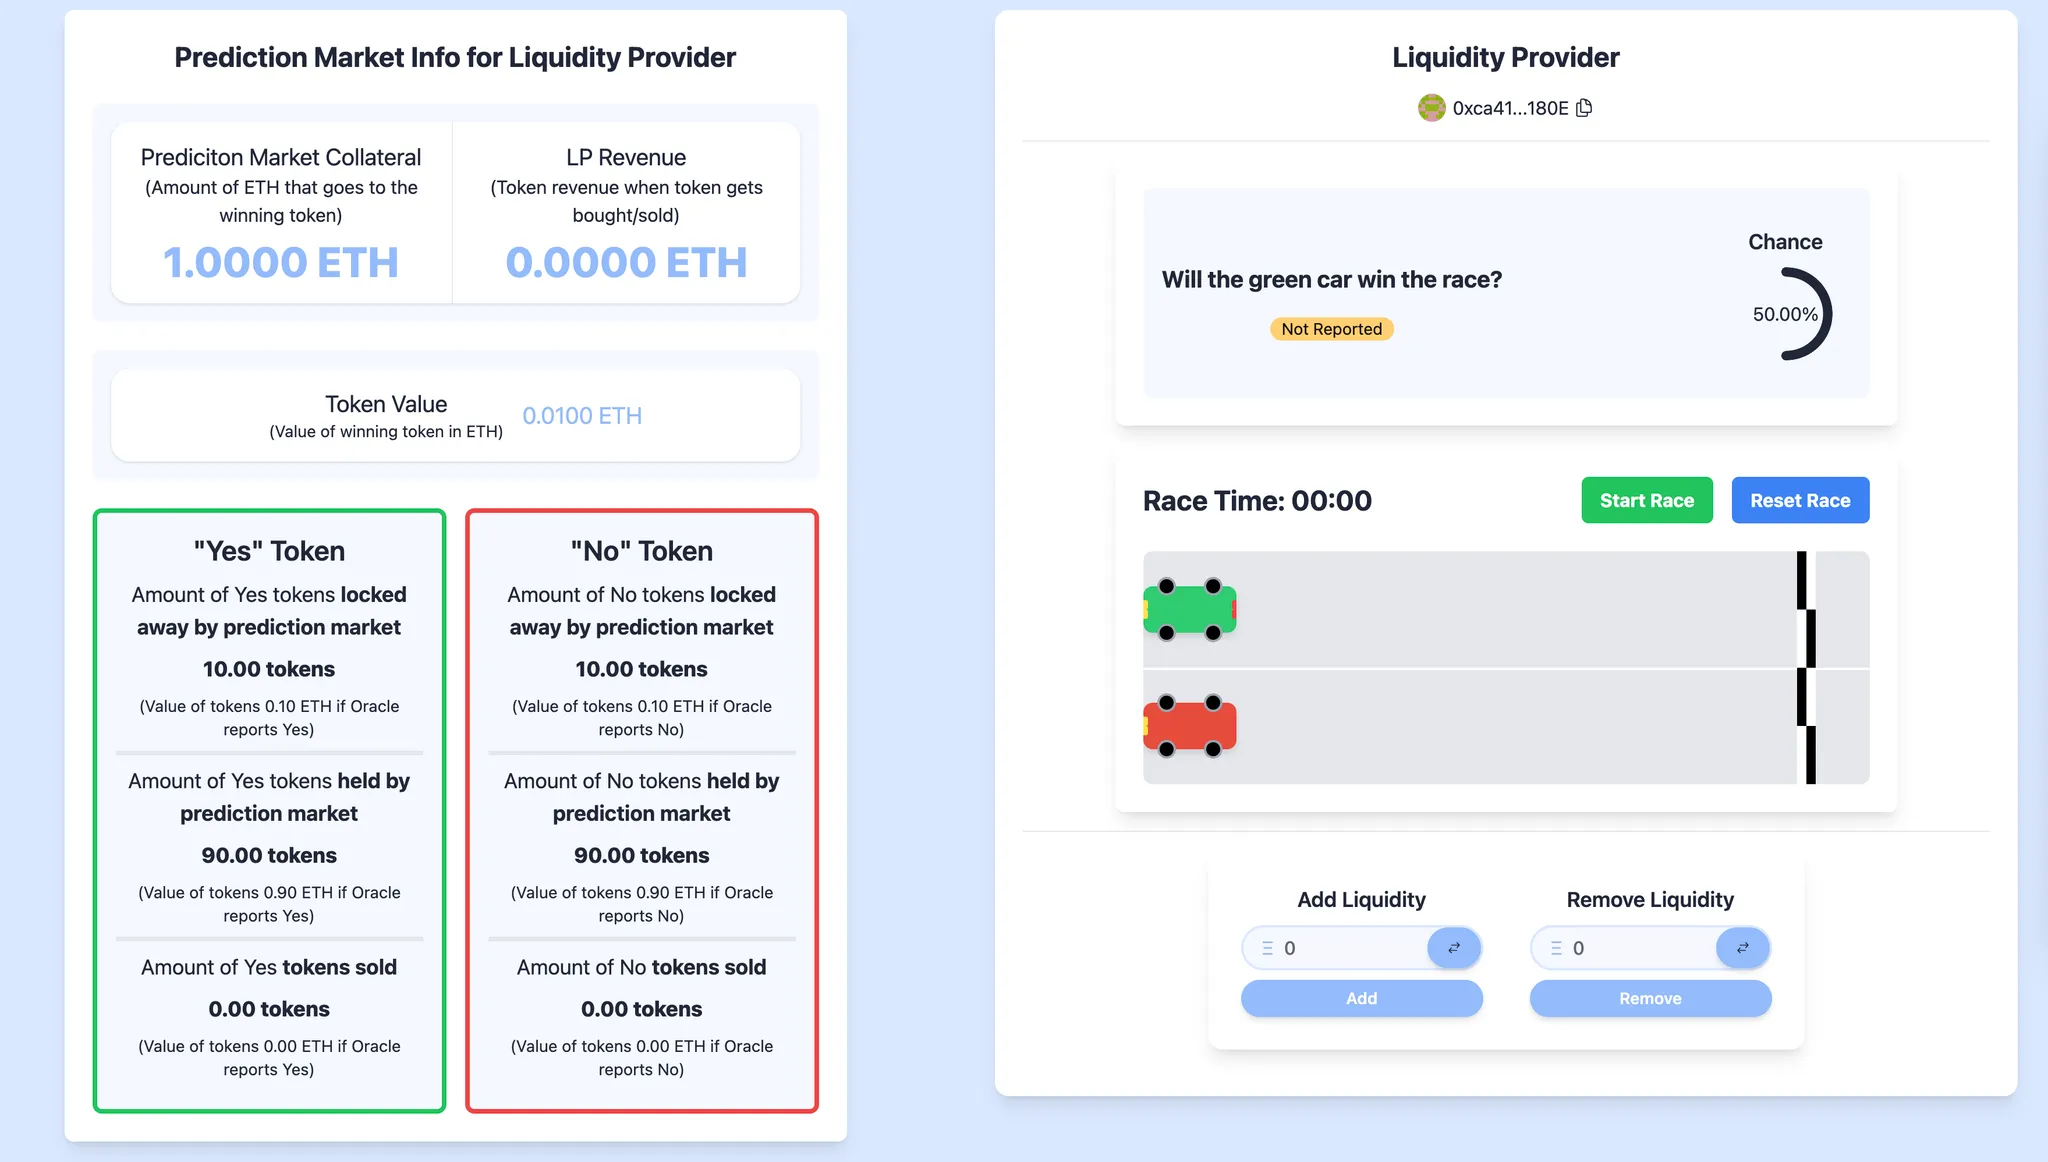 Prediction Market Info for Liquidity Provider
Prediciton Market Collateral
(Amount of ETH that goes to the
winning token)
1.0000 ETH
LP Revenue
(Token revenue when token gets
bought/sold)
0.0000 ETH
Token Value
(Value of winning token in ETH)
0.0100 ETH
"Yes" Token
Amount of Yes tokens locked
away by prediction market
10.00 tokens
(Value of tokens 0.10 ETH if Oracle
reports Yes)
Amount of Yes tokens held by
prediction market
90.00 tokens
(Value of tokens 0.90 ETH if Oracle
reports Yes)
Amount of Yes tokens sold
0.00 tokens
(Value of tokens 0.00 ETH if Oracle
reports Yes)
"No" Token
Amount of No tokens locked
away by prediction market
10.00 tokens
(Value of tokens 0.10 ETH if Oracle
reports No)
Amount of No tokens held by
prediction market
90.00 tokens
(Value of tokens 0.90 ETH if Oracle
reports No)
Amount of No tokens sold
0.00 tokens
(Value of tokens 0.00 ETH if Oracle
reports No)
Liquidity Provider
0xca41...180E
Will the green car win the race?
Not Reported
Chance
50.00%
Race Time: 00:00
Start Race
Reset Race
Add Liquidity
Ξ 0
Add
Remove Liquidity
Ξ 0
Remove